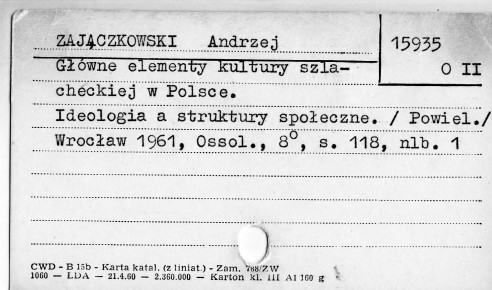 ZAJĄCZKOWSKI Andrzej
15935
O II
Główne elementy kultury szla-
checkiej w Polsce.
Ideologia a struktury społeczne. / Powiel./
Wrocław 1961, Ossol., 8°, s. 118, nlb. 1
CWD - B 15b - Karta katal. (z liniat.) - Zam. 768/ZW
1060 — LDA — 21.4.60 — 2.360.000 — Karton kl. III A1 160 g